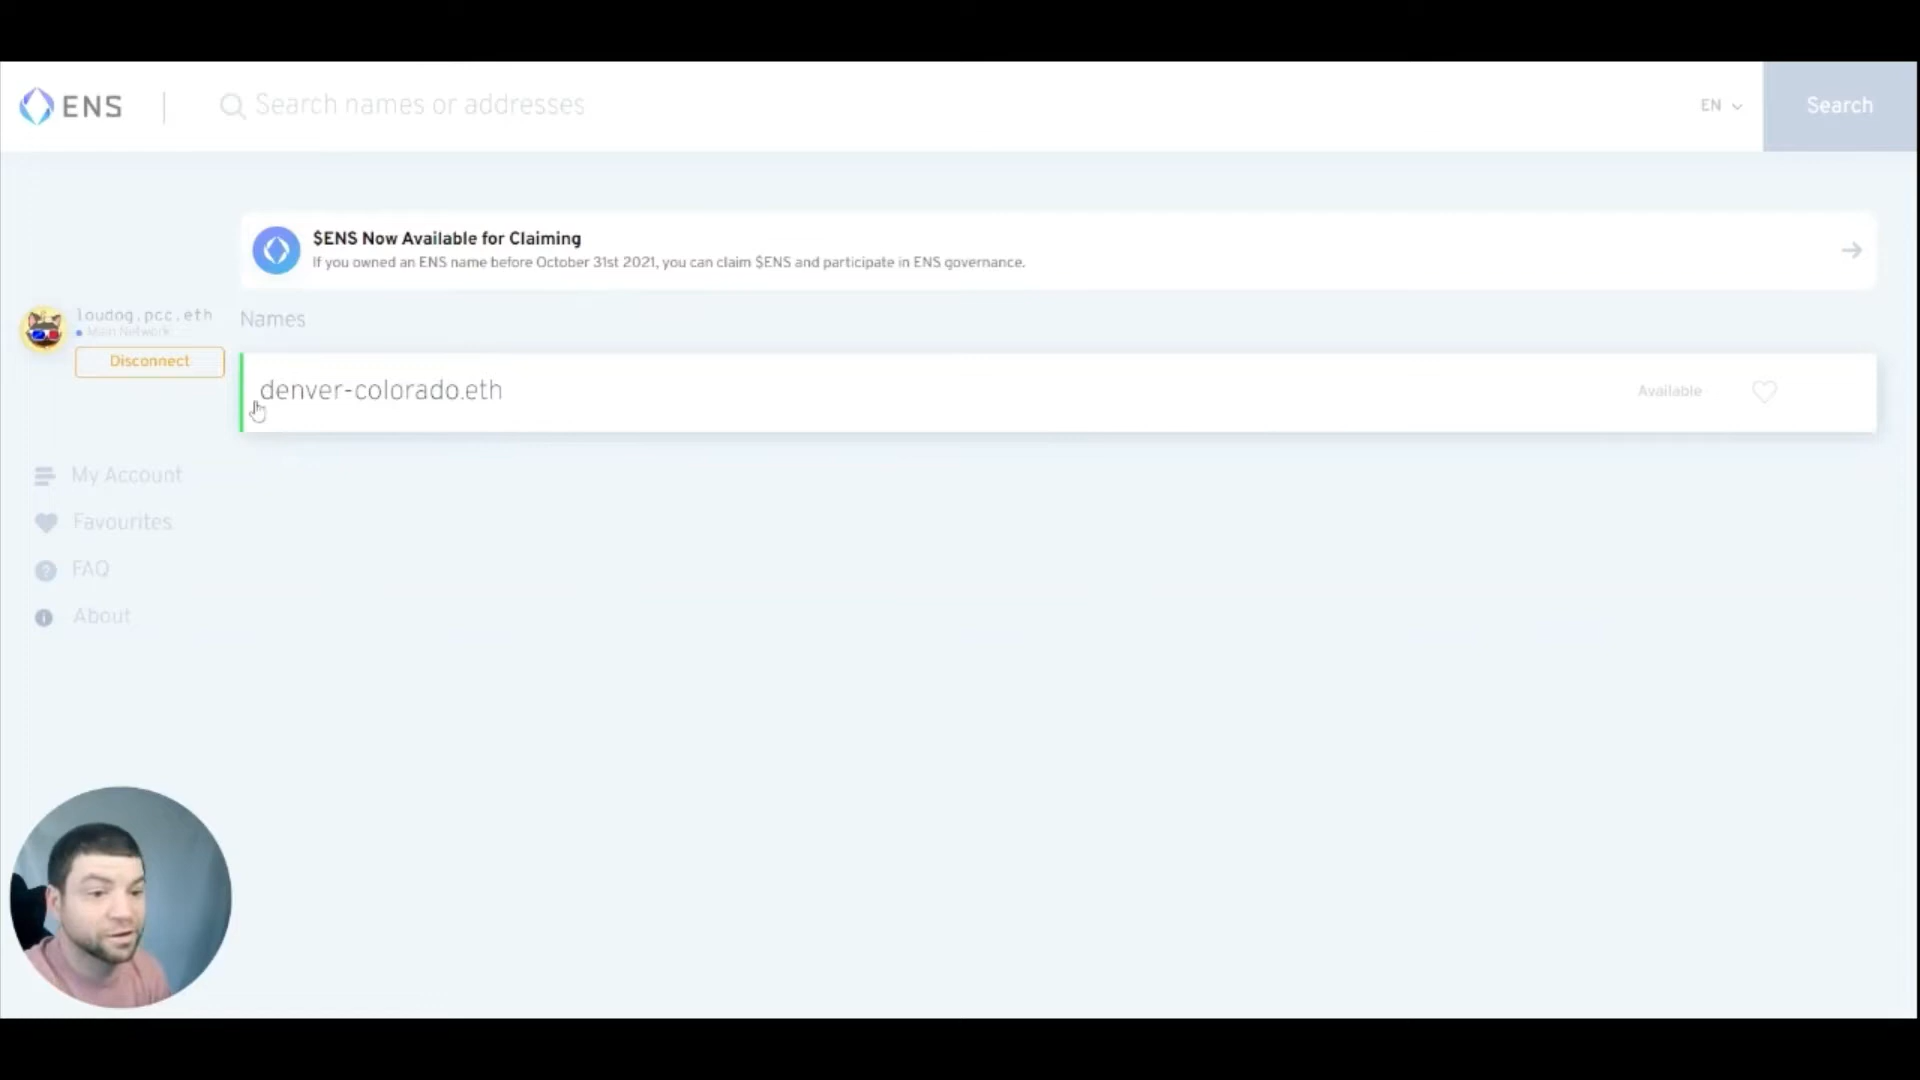 ENS
Search names or addresses
EN
Search
$ENS Now Available for Claiming
If you owned an ENS name before October 31st 2021, you can claim $ENS and participate in ENS governance.
loudog.pcc.eth
Main Network
Disconnect
Names
denver-colorado.eth
Available
My Account
Favourites
FAQ
About